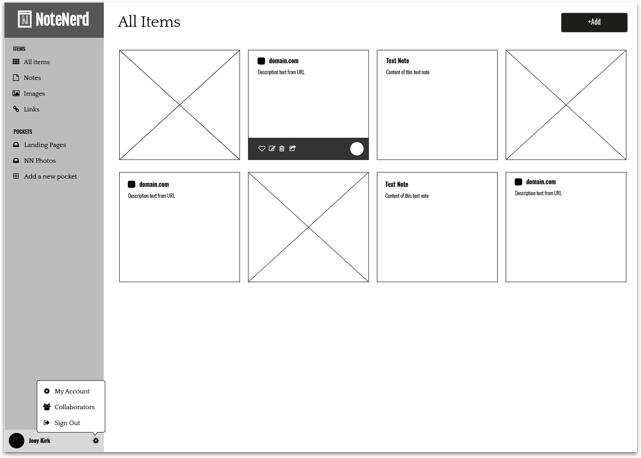 NoteNerd
All Items
+Add
ITEMS
All items
Notes
Images
Links
POCKETS
Landing Pages
NN Photos
Add a new pocket
domain.com
Description text from URL
Text Note
Content of this text note
domain.com
Description text from URL
Text Note
Content of this text note
domain.com
Description text from URL
My Account
Collaborators
Sign Out
Joey Kirk